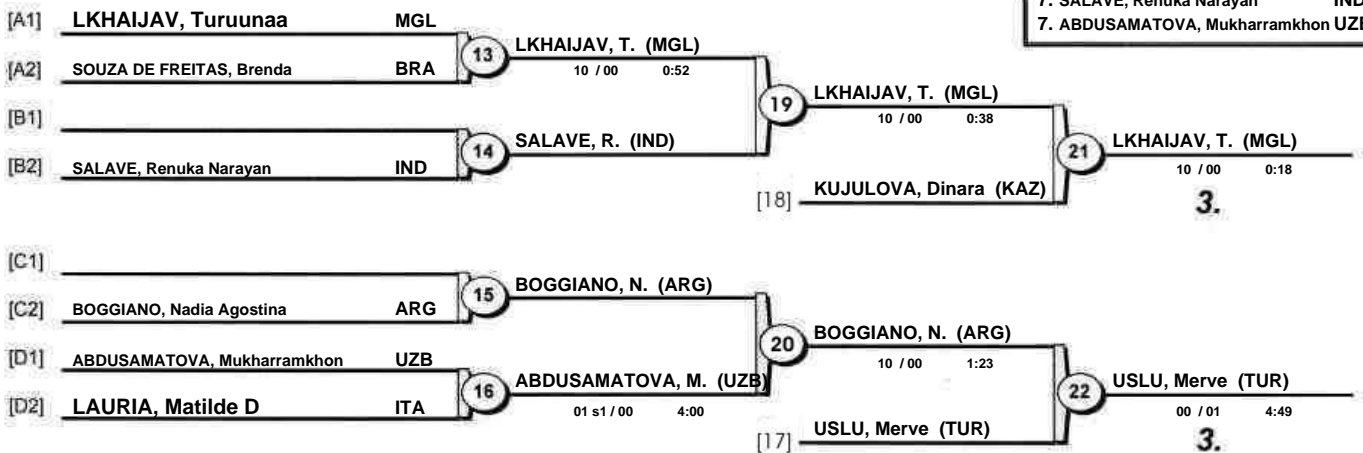 7. SALAVE, Renuka Narayan IND
7. ABDUSAMATOVA, Mukharramkhon UZB
[A1] LKHAIJAV, Turuunaa MGL
13 LKHAIJAV, T. (MGL)
[A2] SOUZA DE FREITAS, Brenda BRA
10 / 00 0:52
19 LKHAIJAV, T. (MGL)
10 / 00 0:38
[B1]
14 SALAVE, R. (IND)
21 LKHAIJAV, T. (MGL)
10 / 00 0:18
3.
[B2] SALAVE, Renuka Narayan IND
[18] KUJULOVA, Dinara (KAZ)
[C1]
15 BOGGIANO, N. (ARG)
[C2] BOGGIANO, Nadia Agostina ARG
20 BOGGIANO, N. (ARG)
10 / 00 1:23
[D1] ABDUSAMATOVA, Mukharramkhon UZB
16 ABDUSAMATOVA, M. (UZB)
01 s1 / 00 4:00
22 USLU, Merve (TUR)
00 / 01 4:49
3.
[D2] LAURIA, Matilde D ITA
[17] USLU, Merve (TUR)